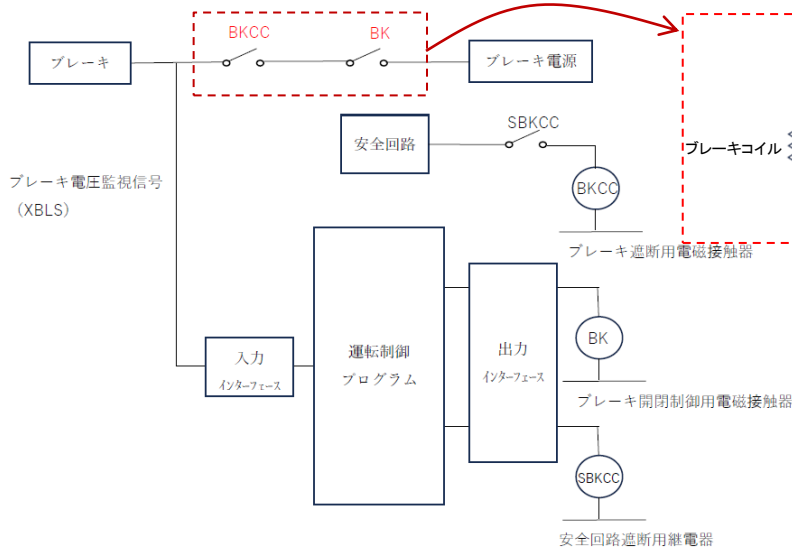 BKCC
BK
ブレーキ
ブレーキ電源
安全回路
SBKCC
ブレーキコイル
ブレーキ電圧監視信号
（XBLS）
BKCC
ブレーキ遮断用電磁接触器
入力
インターフェース
運転制御
プログラム
出力
インターフェース
BK
ブレーキ開閉制御用電磁接触器
SBKCC
安全回路遮断用継電器